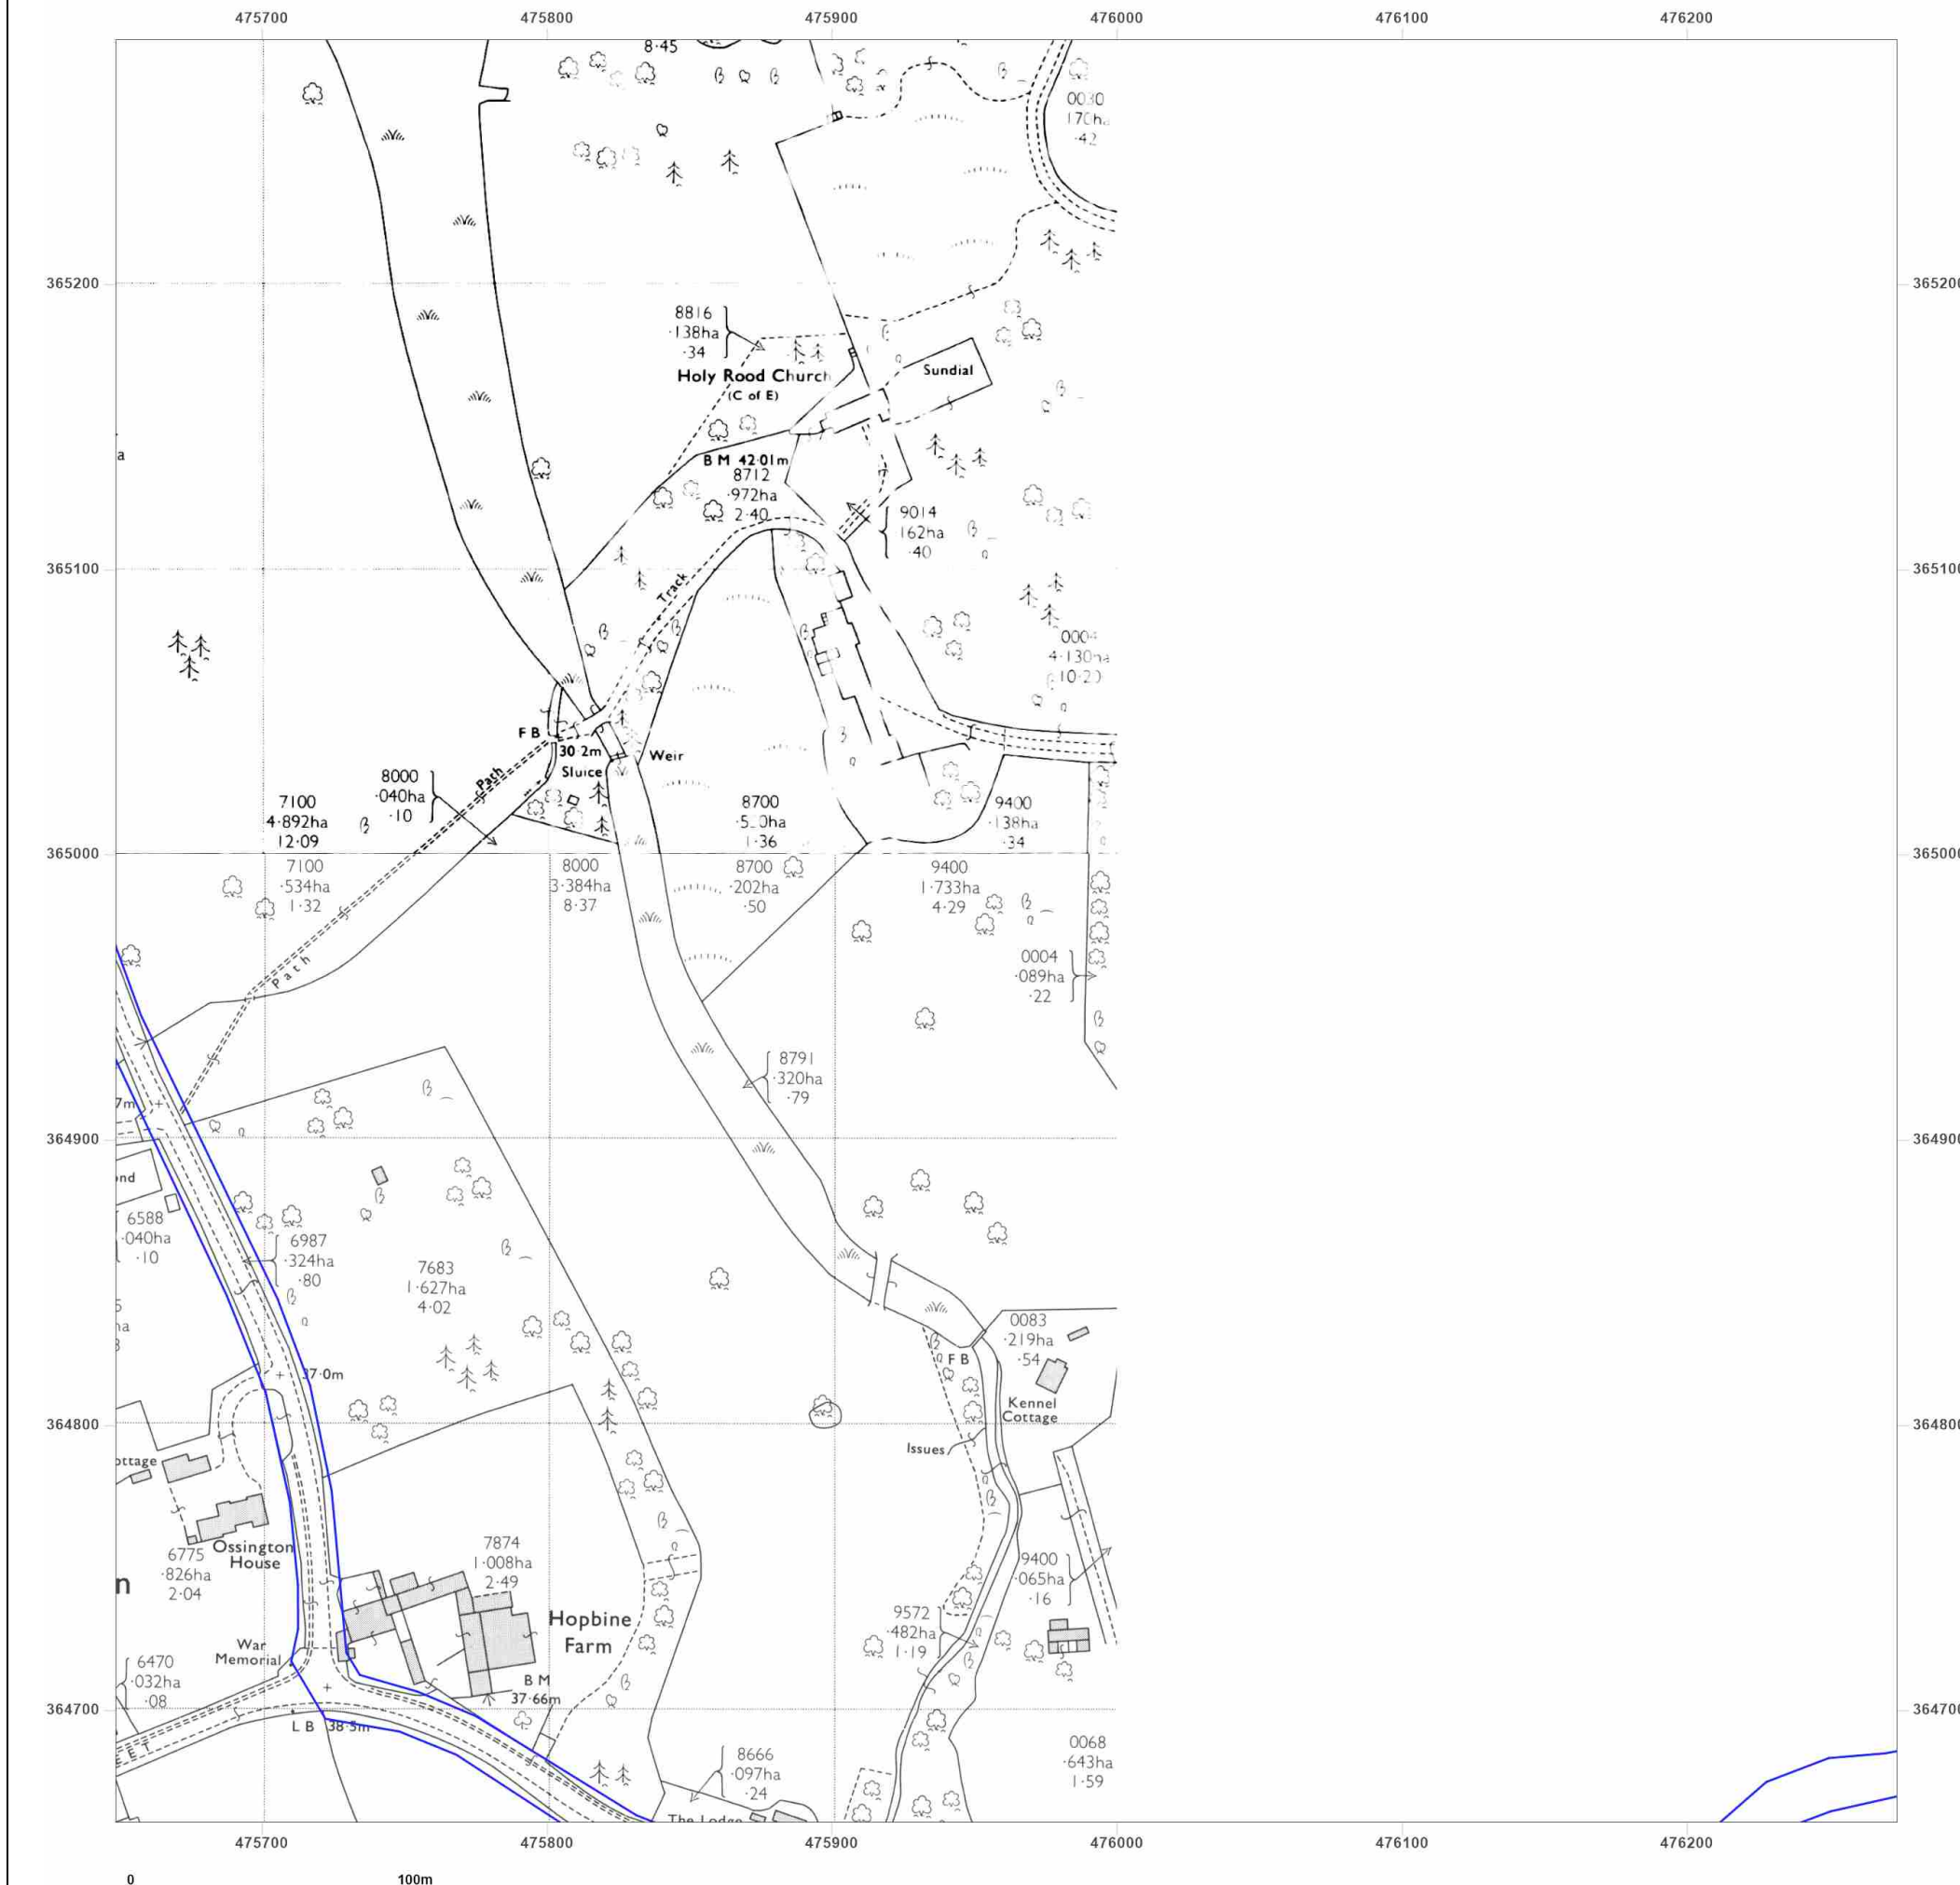 475700 475800 475900 476000 476100 476200
8·45
0030
170ha
·42
365200 365200
8816
·138ha
·34
Holy Rood Church
(C of E)
Sundial
a
B M 42·01m
8712
·972ha
2·40
9014
162ha
·40
365100 365100
Track
0004
4·130ha
10·20
F B
30·2m
Sluice
Weir
Path
8000
·040ha
·10
7100
4·892ha
12·09
8700
1·36
9400
·138ha
·34
365000 365000
7100
·534ha
1·32
8000
3·384ha
8·37
8700
·202ha
·50
9400
1·733ha
4·29
Path
0004
·089ha
·22
8791
·320ha
·79
7m
364900 364900
ond
6588
·040ha
·10
6987
·324ha
·80
7683
1·627ha
4·02
ha
37·0m
0083
·219ha
·54
F B
Kennel
Cottage
364800 364800
Issues
ottage
Ossington
House
6775
·826ha
2·04
7874
1·008ha
2·49
n
9400
·065ha
·16
Hopbine
Farm
9572
·482ha
1·19
War
Memorial
6470
·032ha
·08
B M
37·66m
364700 364700
L B 38·5m
EET
8666
·097ha
·24
0068
·643ha
1·59
The Lodge
475700 475800 475900 476000 476100 476200
0 100m